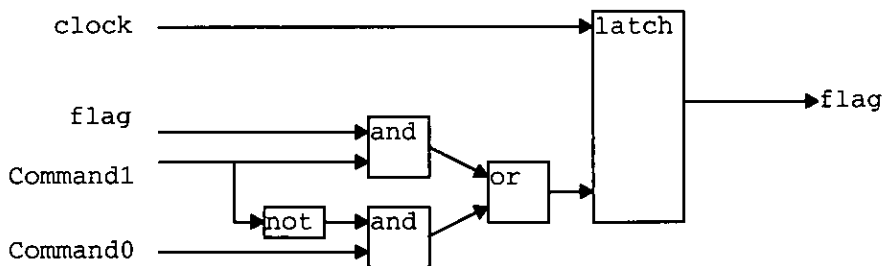 clock
latch
flag
flag
and
Command1
or
not
and
Command0